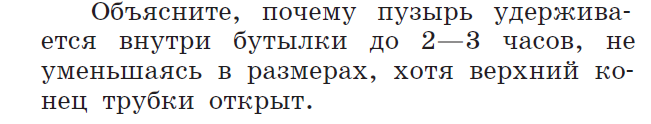 Объясните, почему пузырь удержива-
ется внутри бутылки до 2—3 часов, не
уменьшаясь в размерах, хотя верхний ко-
нец трубки открыт.